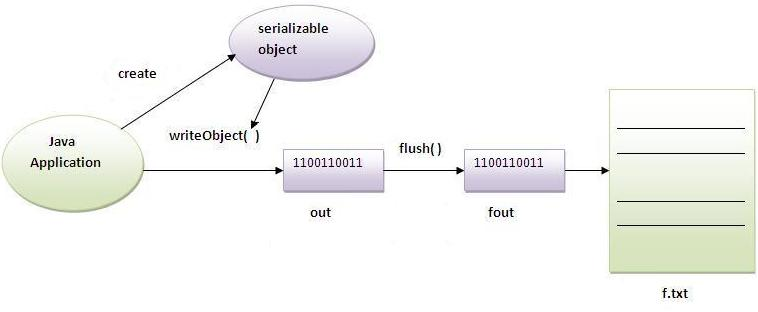 serializable
object
create
Java
Application
writeObject( )
1100110011
flush( )
1100110011
out
fout
f.txt